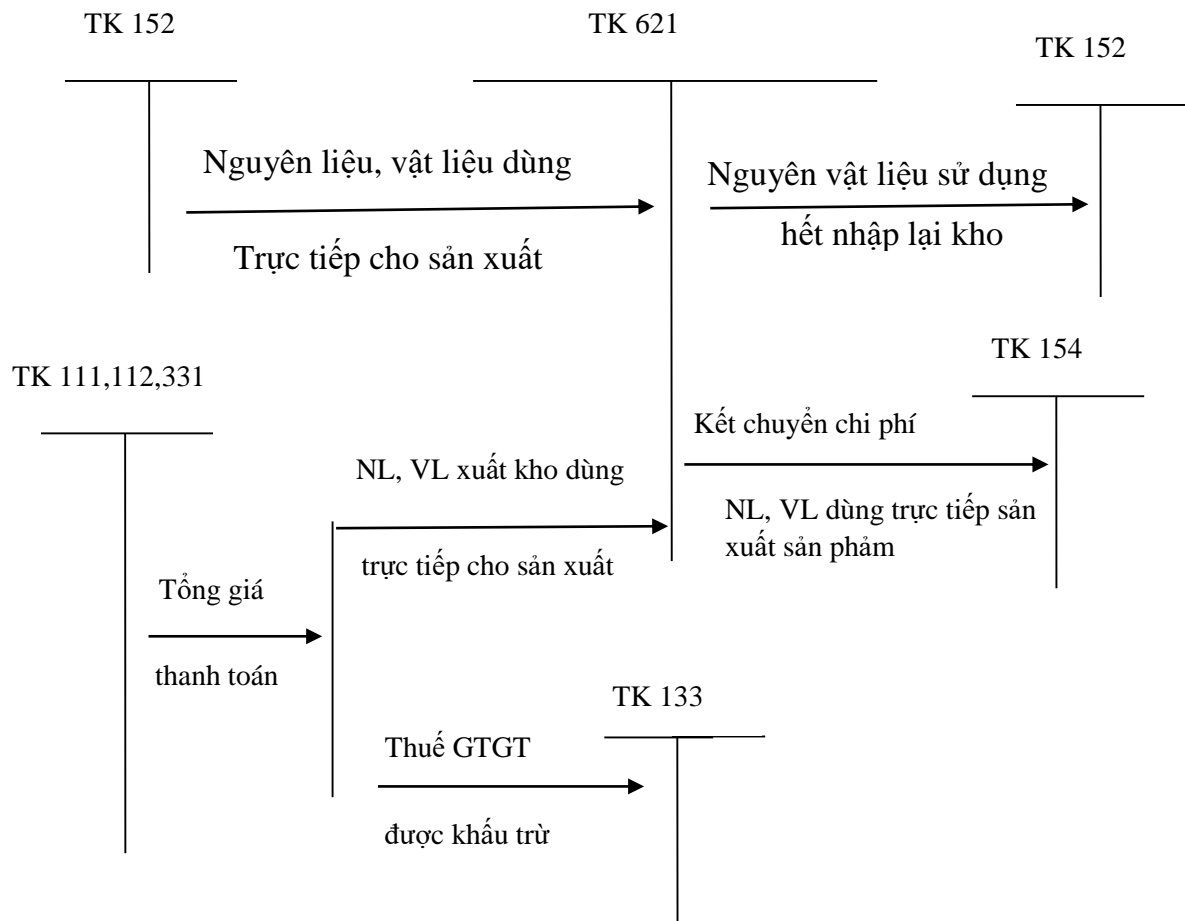 TK 152
TK 621
TK 152
Nguyên liệu, vật liệu dùng
Trực tiếp cho sản xuất
Nguyên vật liệu sử dụng
hết nhập lại kho
TK 111,112,331
TK 154
Kết chuyển chi phí
NL, VL dùng trực tiếp sản
xuất sản phảm
NL, VL xuất kho dùng
trực tiếp cho sản xuất
Tổng giá
thanh toán
TK 133
Thuế GTGT
được khấu trừ